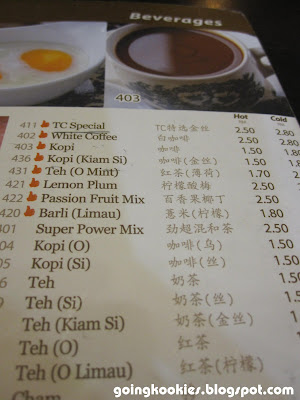 Beverages
403
Hot Cold
411 TC Special TC特选金丝 2.50 2.80
402 White Coffee 白咖啡 2.50 2.80
403 Kopi 咖啡 1.50
436 Kopi (Kiam Si) 咖啡(金丝) 1.50
431 Teh (O Mint) 红茶(薄荷) 1.70
421 Lemon Plum 柠檬酸梅 2.50
422 Passion Fruit Mix 百香果椰丁 2.50
420 Barli (Limau) 薏米(柠檬) 1.80
401 Super Power Mix 劲超混和茶 2.50
04 Kopi (O) 咖啡(乌) 1.50
05 Kopi (Si) 咖啡(丝) 1.50
Teh 奶茶
Teh (Si) 奶茶(丝)
Teh (Kiam Si) 奶茶(金丝)
Teh (O) 红茶
Teh (O Limau) 红茶(柠檬)
Cham
goingkookies.blogspot.com